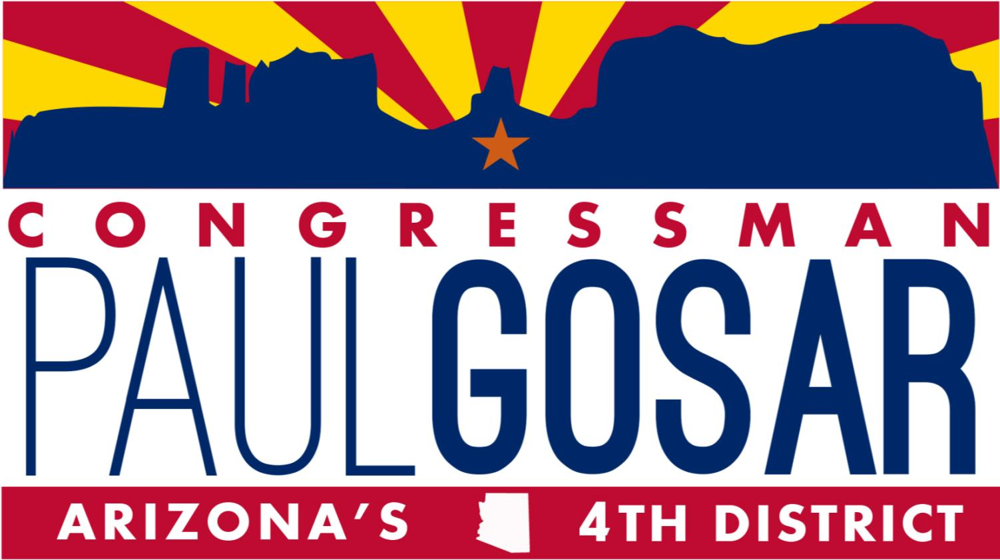 CONGRESSMAN
PAULGOSAR
ARIZONA'S 4TH DISTRICT